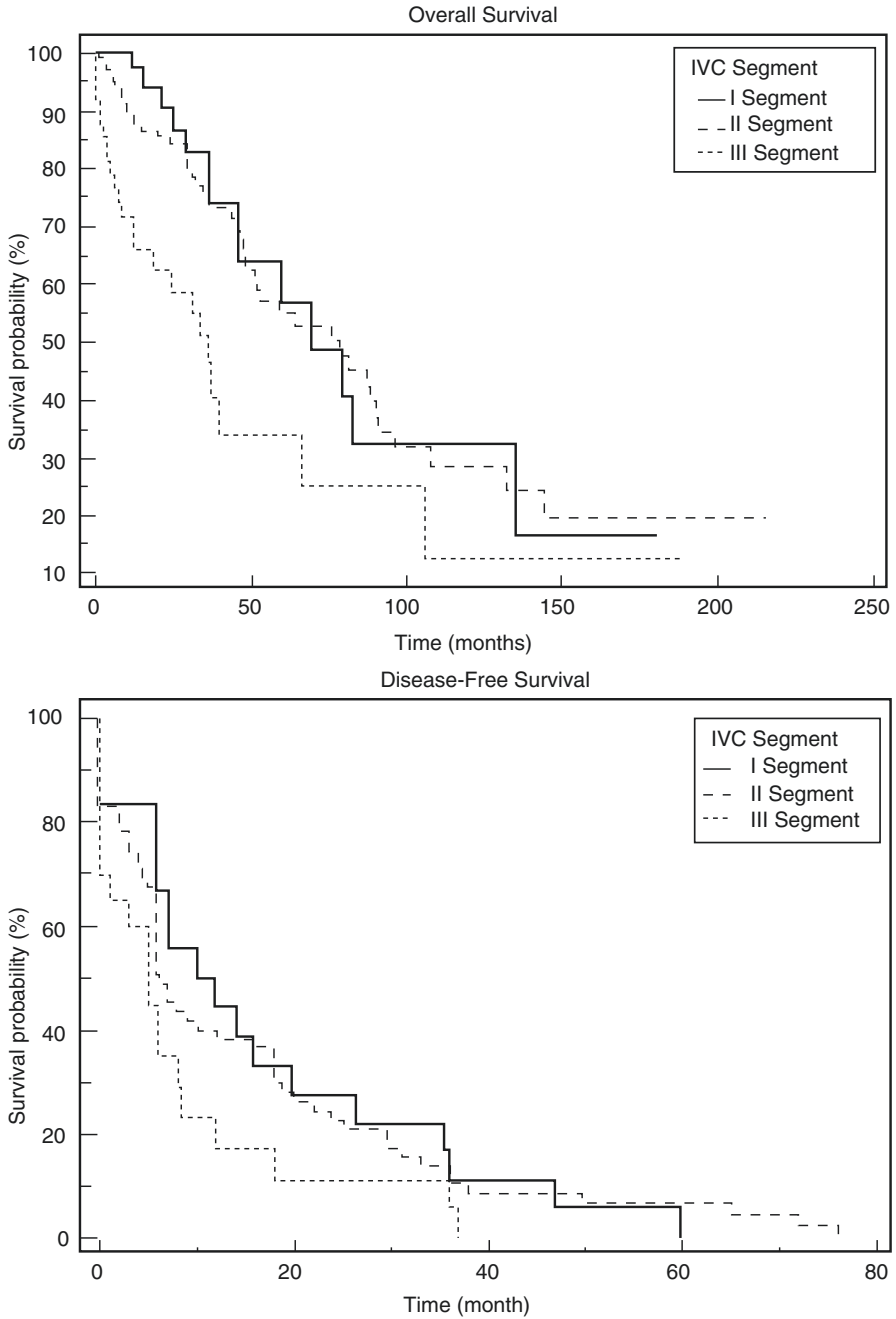 Overall Survival
100
90
80
70
60
50
40
30
20
10
Survival probability (%)
IVC Segment
I Segment
II Segment
III Segment
0 50 100 150 200 250
Time (months)
Disease-Free Survival
100
80
60
40
20
0
Survival probability (%)
IVC Segment
I Segment
II Segment
III Segment
0 20 40 60 80
Time (month)